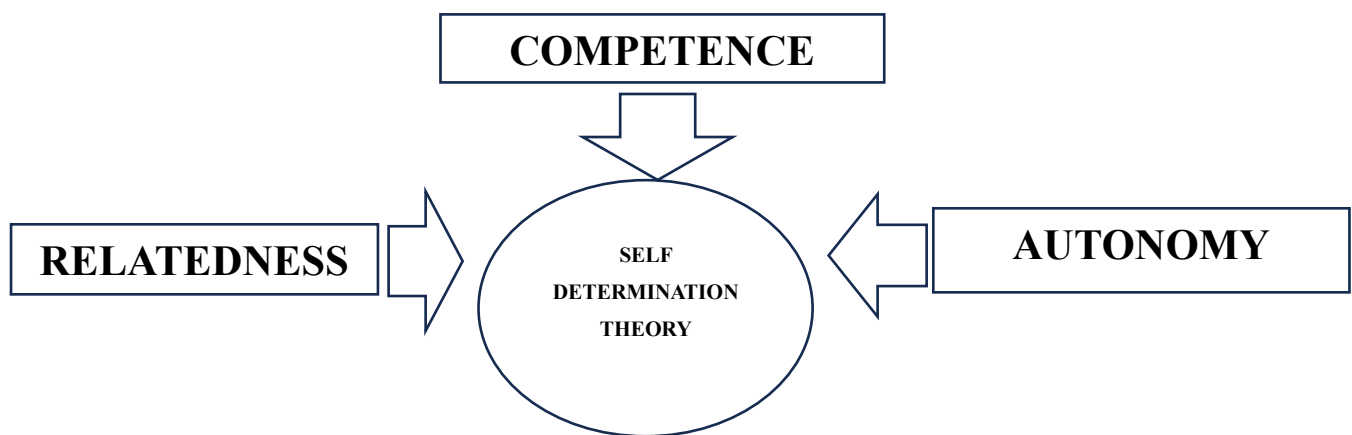 COMPETENCE
RELATEDNESS
SELF
DETERMINATION
THEORY
AUTONOMY